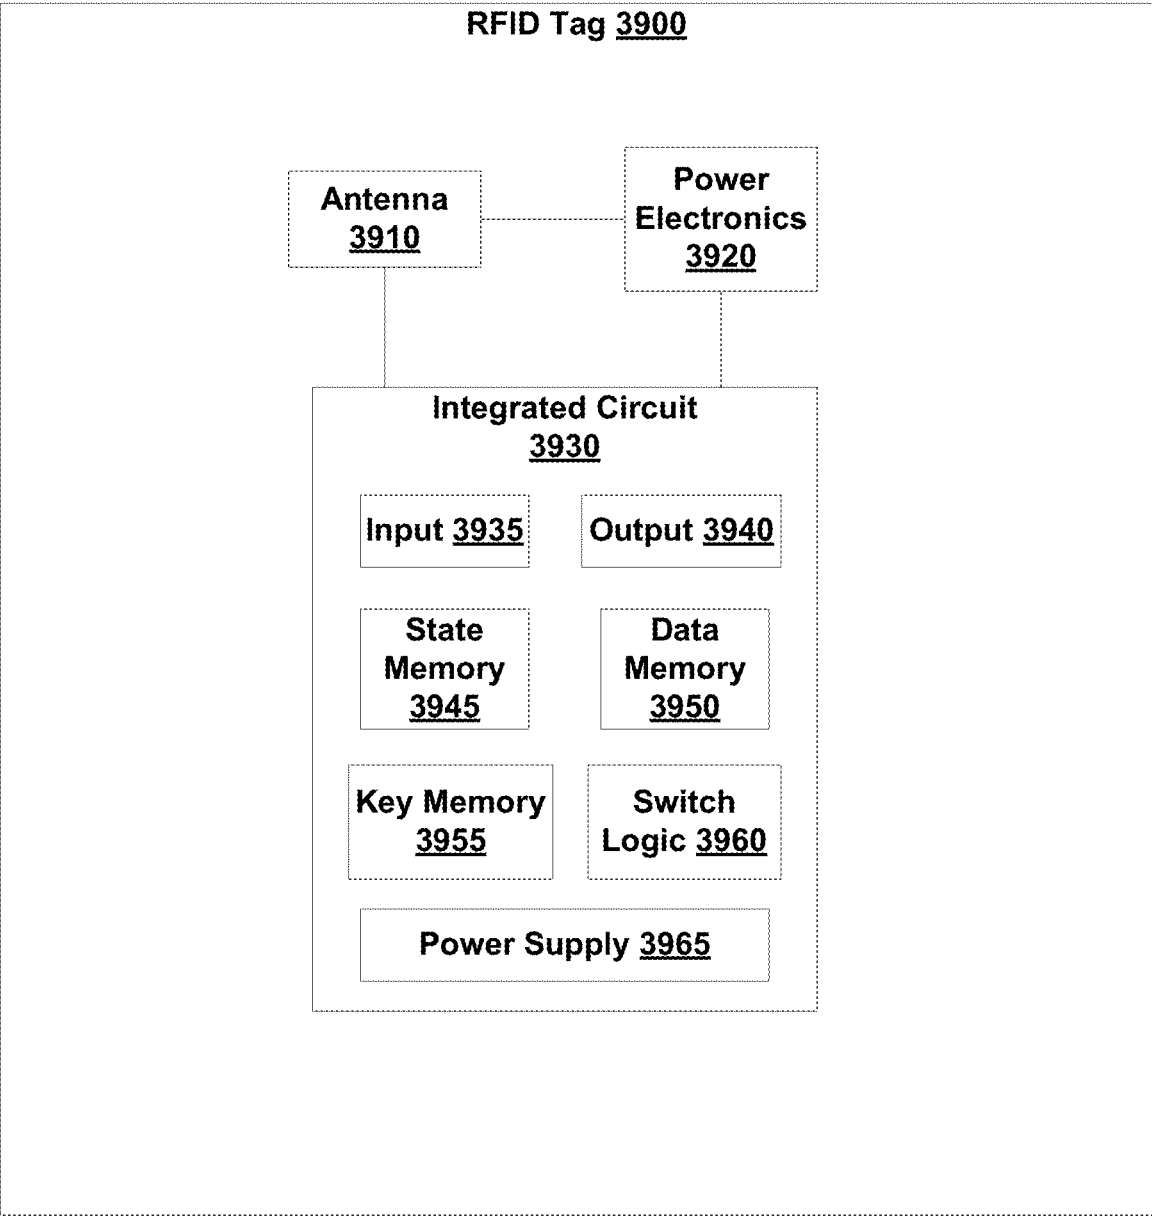 RFID Tag 3900
Antenna
3910
Power
Electronics
3920
Integrated Circuit
3930
Input 3935
Output 3940
State
Memory
3945
Data
Memory
3950
Key Memory
3955
Switch
Logic 3960
Power Supply 3965